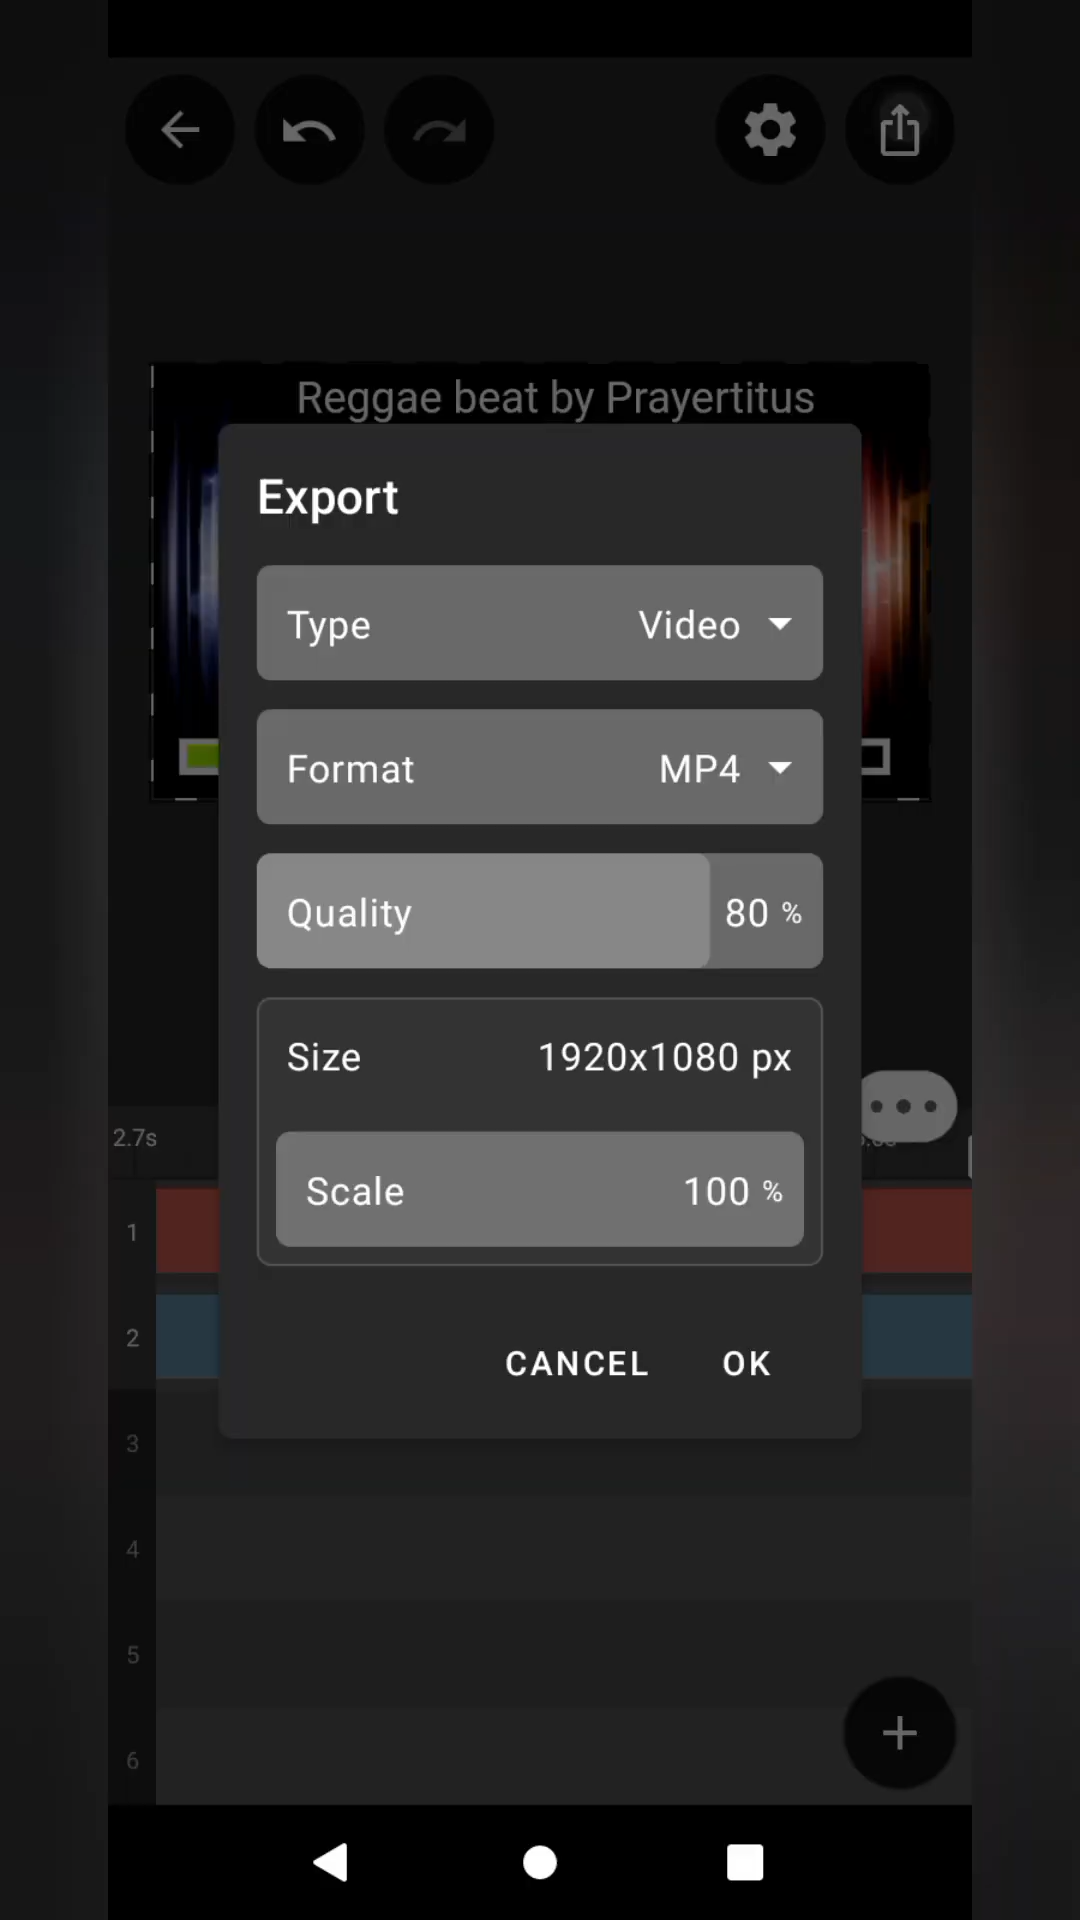 Reggae beat by Prayertitus
Export
Type Video
Format MP4
Quality 80 %
Size 1920x1080 px
2.7s
Scale 100 %
1
2
CANCEL OK
3
4
5
6